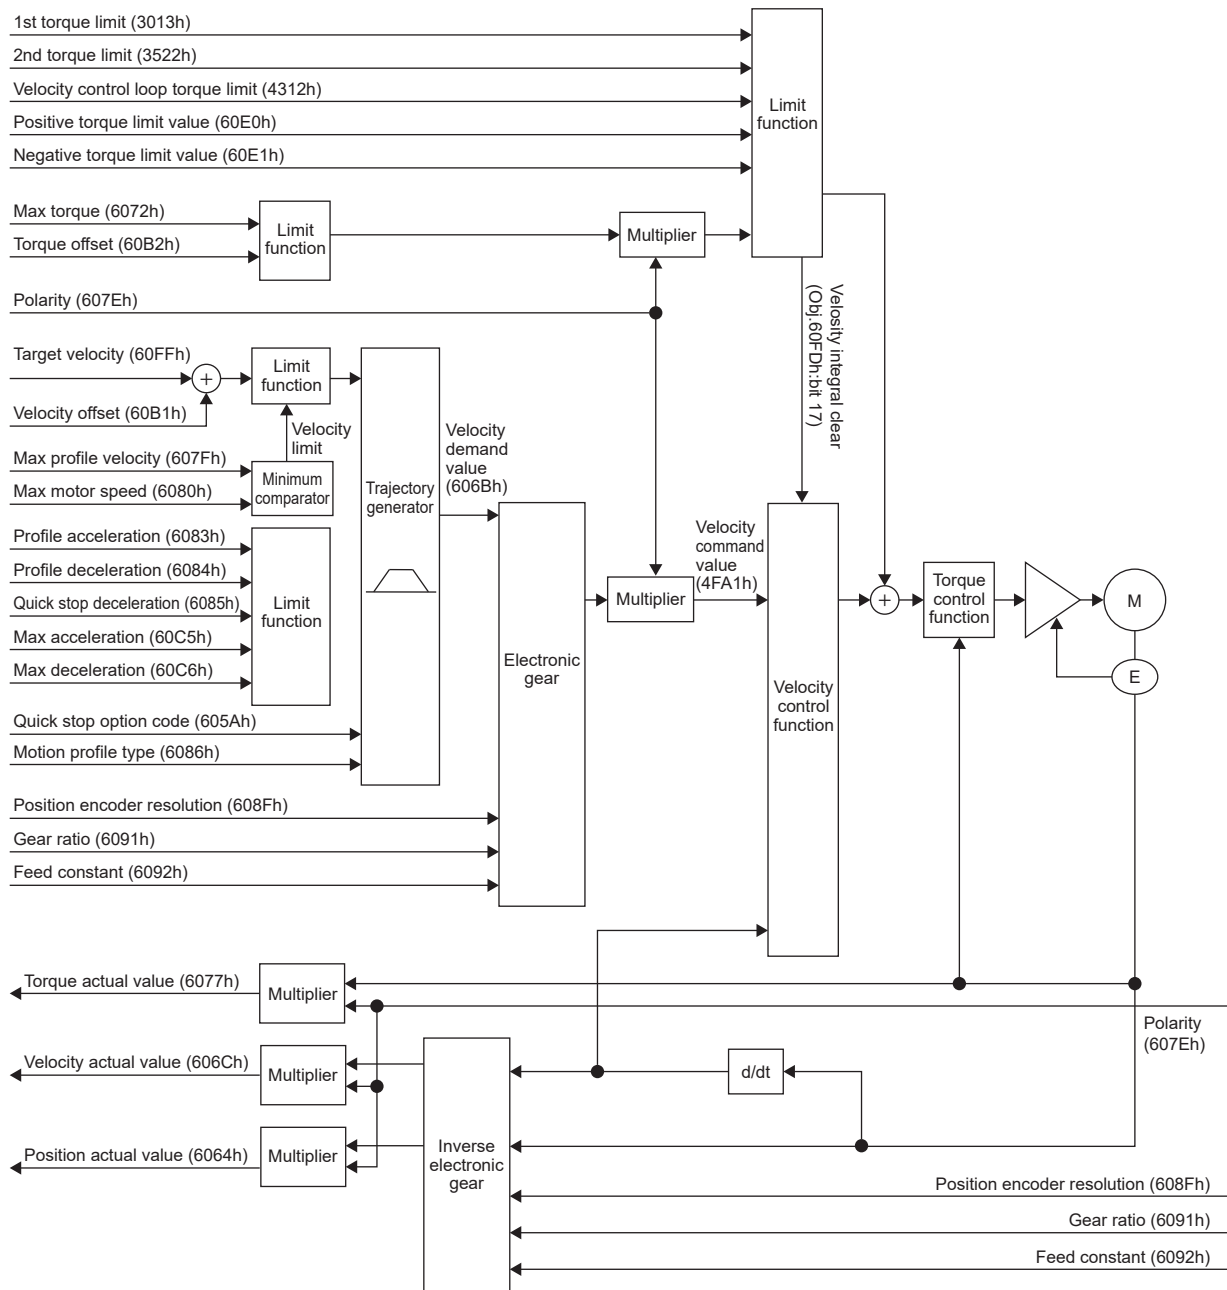 1st torque limit (3013h)
2nd torque limit (3522h)
Velocity control loop torque limit (4312h)
Positive torque limit value (60E0h)
Negative torque limit value (60E1h)
Limit
function
Max torque (6072h)
Torque offset (60B2h)
Limit
function
Multiplier
Polarity (607Eh)
Velosity integral clear
(Obj.60FDh:bit 17)
Target velocity (60FFh)
+
Limit
function
Velocity offset (60B1h)
Velocity
limit
Max profile velocity (607Fh)
Max motor speed (6080h)
Minimum
comparator
Trajectory
generator
Velocity
demand
value
(606Bh)
Profile acceleration (6083h)
Profile deceleration (6084h)
Quick stop deceleration (6085h)
Max acceleration (60C5h)
Max deceleration (60C6h)
Limit
function
Quick stop option code (605Ah)
Motion profile type (6086h)
Position encoder resolution (608Fh)
Gear ratio (6091h)
Feed constant (6092h)
Electronic
gear
Multiplier
Velocity
command
value
(4FA1h)
Velocity
control
function
+
Torque
control
function
M
E
Torque actual value (6077h)
Multiplier
Polarity
(607Eh)
Velocity actual value (606Ch)
Multiplier
d/dt
Position actual value (6064h)
Multiplier
Inverse
electronic
gear
Position encoder resolution (608Fh)
Gear ratio (6091h)
Feed constant (6092h)